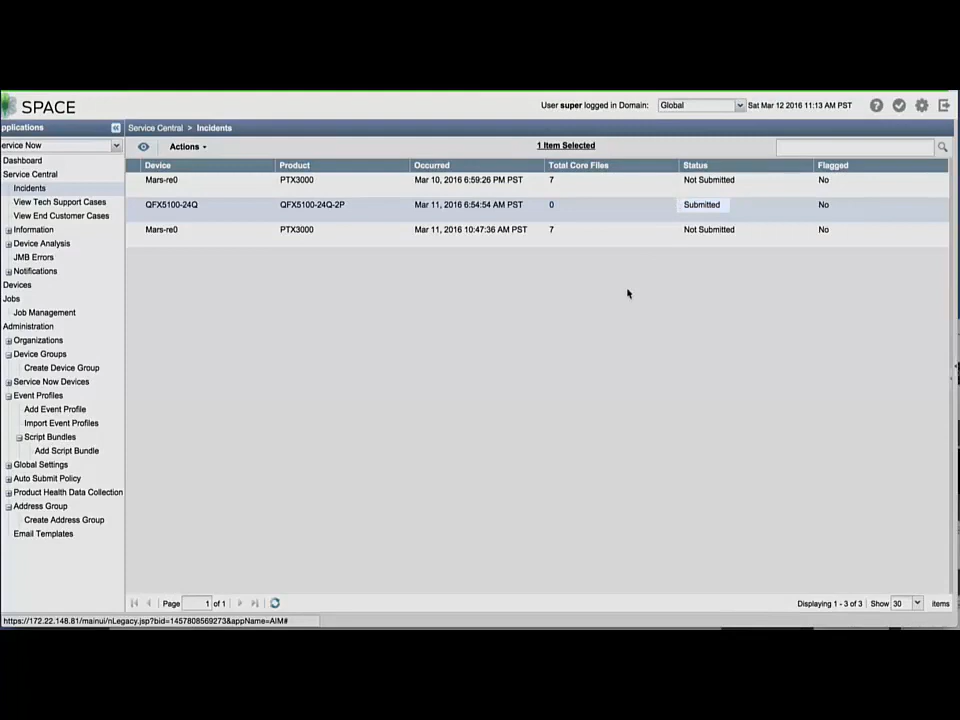 SPACE
User super logged in Domain: Global Sat Mar 12 2016 11:13 AM PST
pplications
Service Central > Incidents
ervice Now
Actions
1 Item Selected
Device Product Occurred Total Core Files Status Flagged
Mars-re0 PTX3000 Mar 10, 2016 6:59:26 PM PST 7 Not Submitted No
QFX5100-24Q QFX5100-24Q-2P Mar 11, 2016 6:54:54 AM PST 0 Submitted No
Mars-re0 PTX3000 Mar 11, 2016 10:47:36 AM PST 7 Not Submitted No
Dashboard
Service Central
Incidents
View Tech Support Cases
View End Customer Cases
Information
Device Analysis
JMB Errors
Notifications
Devices
Jobs
Job Management
Administration
Organizations
Device Groups
Create Device Group
Service Now Devices
Event Profiles
Add Event Profile
Import Event Profiles
Script Bundles
Add Script Bundle
Global Settings
Auto Submit Policy
Product Health Data Collection
Address Group
Create Address Group
Email Templates
Page 1 of 1
Displaying 1 - 3 of 3 Show 30 items
https://172.22.148.81/mainui/nLegacy.jsp?bid=1457808569273&appName=AIM#